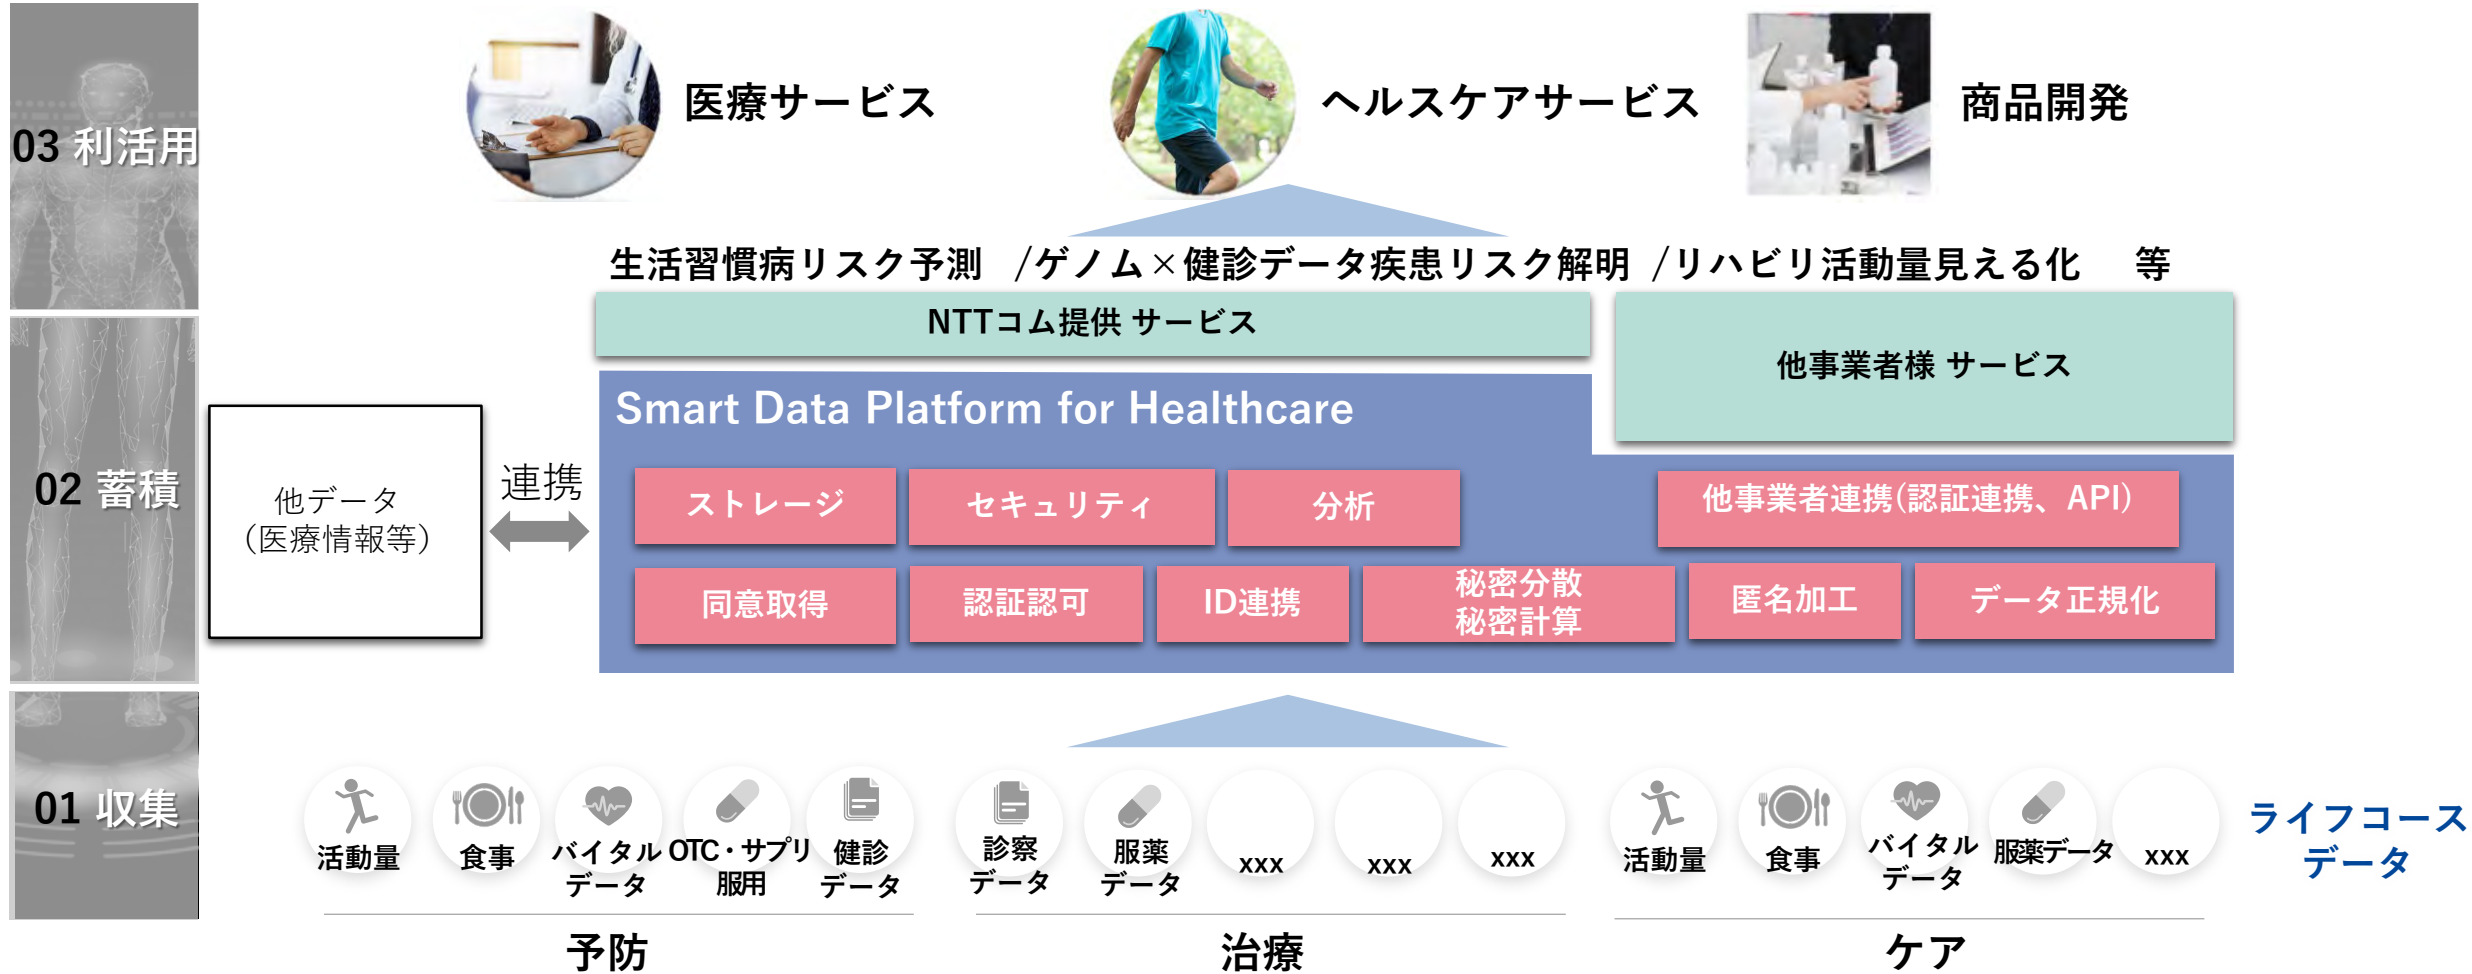 03 利活用
医療サービス
ヘルスケアサービス
商品開発
生活習慣病リスク予測 /ゲノム×健診データ疾患リスク解明 /リハビリ活動量見える化 等
NTTコム提供 サービス
他事業者様 サービス
02 蓄積
他データ
（医療情報等）
連携
Smart Data Platform for Healthcare
ストレージ
セキュリティ
分析
他事業者連携(認証連携、API)
同意取得
認証認可
ID連携
秘密分散
秘密計算
匿名加工
データ正規化
01 収集
活動量
食事
バイタル
データ
OTC・サプリ
服用
健診
データ
予防
診察
データ
服薬
データ
xxx
xxx
xxx
治療
活動量
食事
バイタル
データ
服薬データ
xxx
ケア
ライフコース
データ